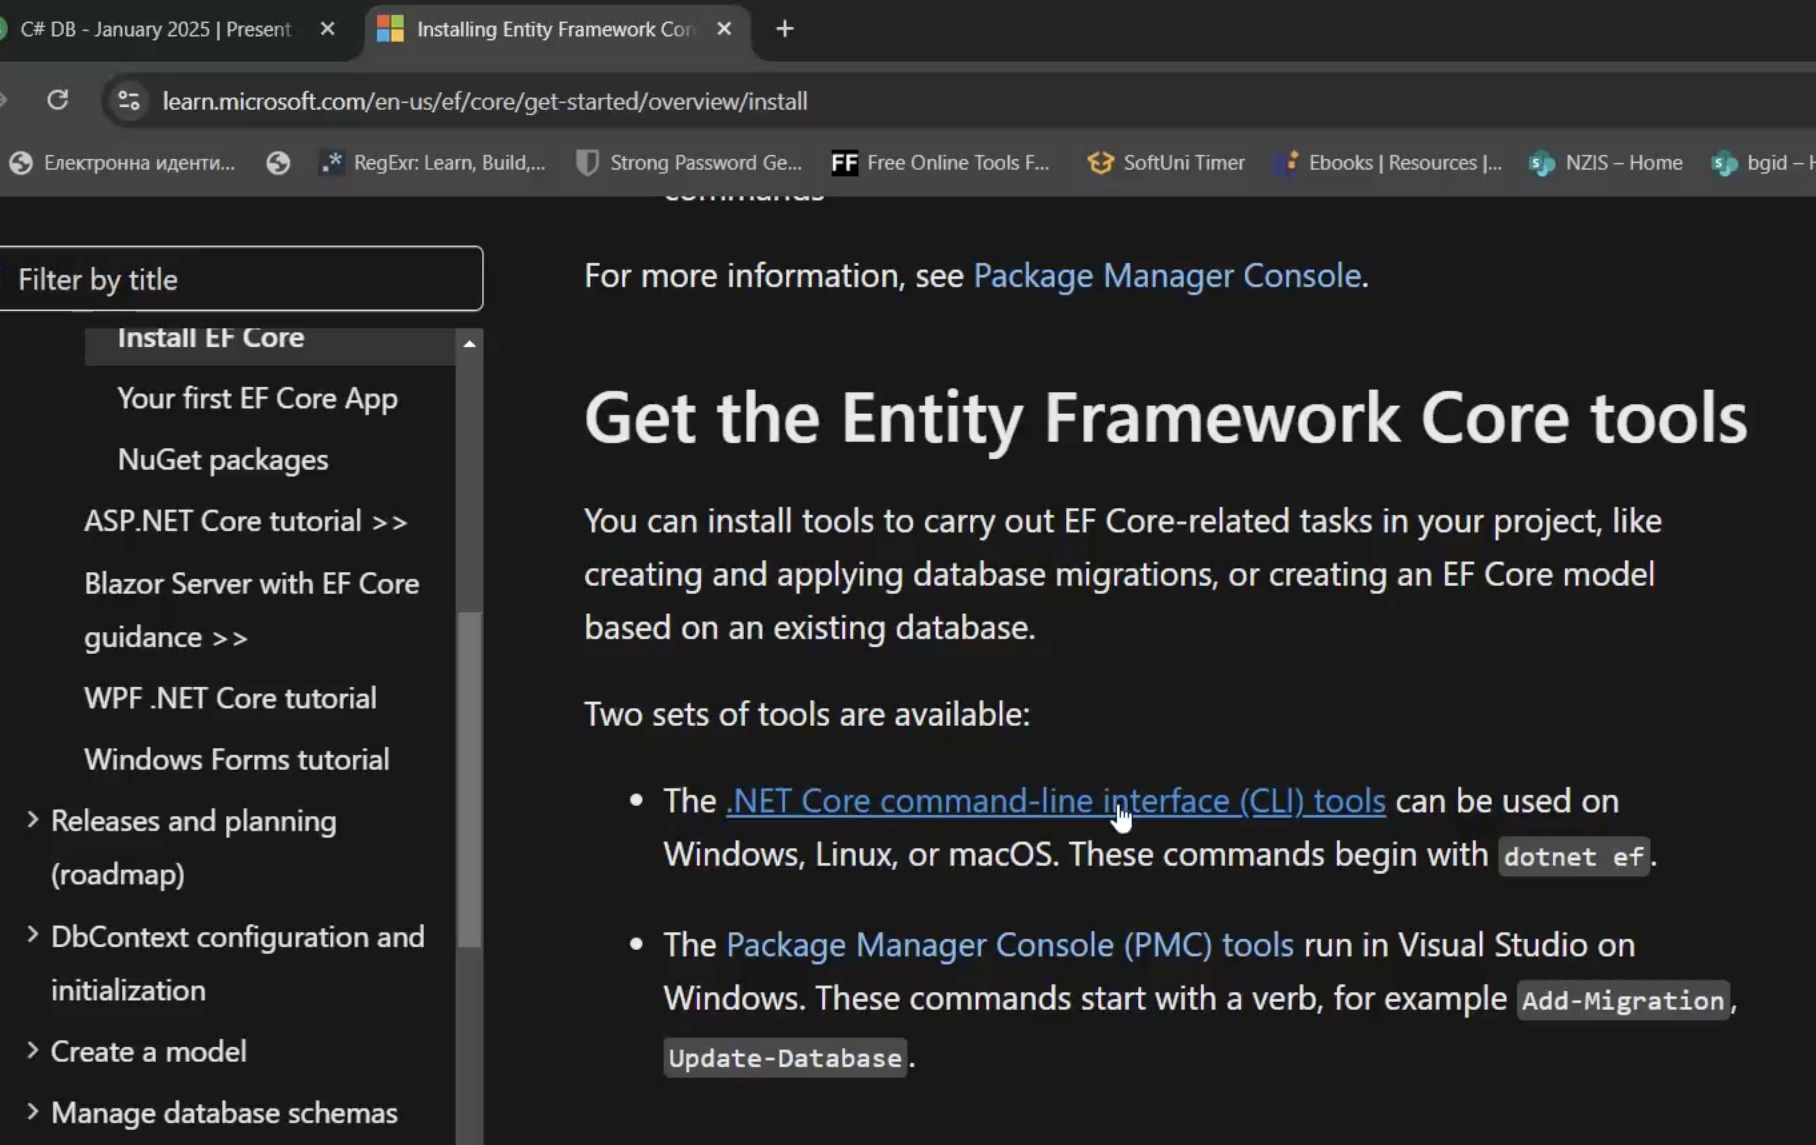 C# DB - January 2025 | Present
Installing Entity Framework Cor
learn.microsoft.com/en-us/ef/core/get-started/overview/install
Електронна иденти...
RegExr: Learn, Build,...
Strong Password Ge...
FF Free Online Tools F...
SoftUni Timer
Ebooks | Resources |...
NZIS – Home
bgid – H
commands
Filter by title
Install EF Core
Your first EF Core App
NuGet packages
ASP.NET Core tutorial >>
Blazor Server with EF Core
guidance >>
WPF .NET Core tutorial
Windows Forms tutorial
Releases and planning
(roadmap)
DbContext configuration and
initialization
Create a model
Manage database schemas
For more information, see Package Manager Console.
Get the Entity Framework Core tools
You can install tools to carry out EF Core-related tasks in your project, like
creating and applying database migrations, or creating an EF Core model
based on an existing database.
Two sets of tools are available:
• The .NET Core command-line interface (CLI) tools can be used on
Windows, Linux, or macOS. These commands begin with dotnet ef.
• The Package Manager Console (PMC) tools run in Visual Studio on
Windows. These commands start with a verb, for example Add-Migration,
Update-Database.